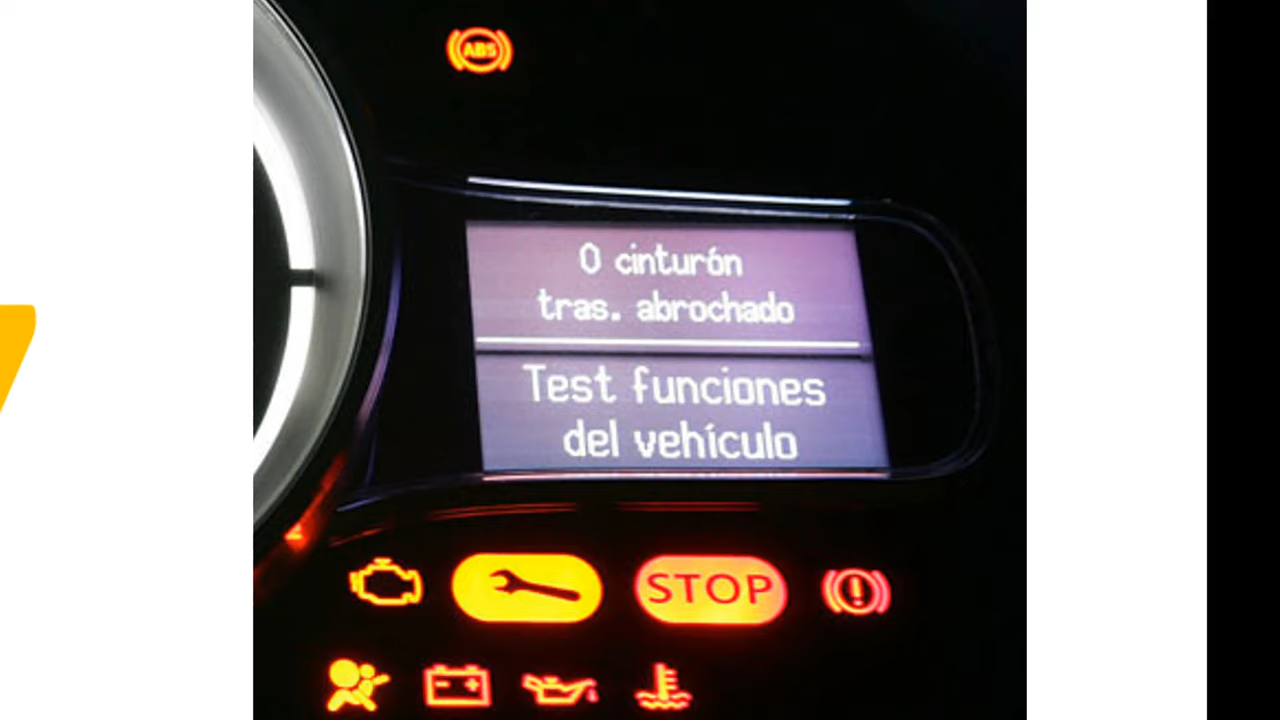 ABS
0 cinturón
tras. abrochado
Test funciones
del vehículo
STOP